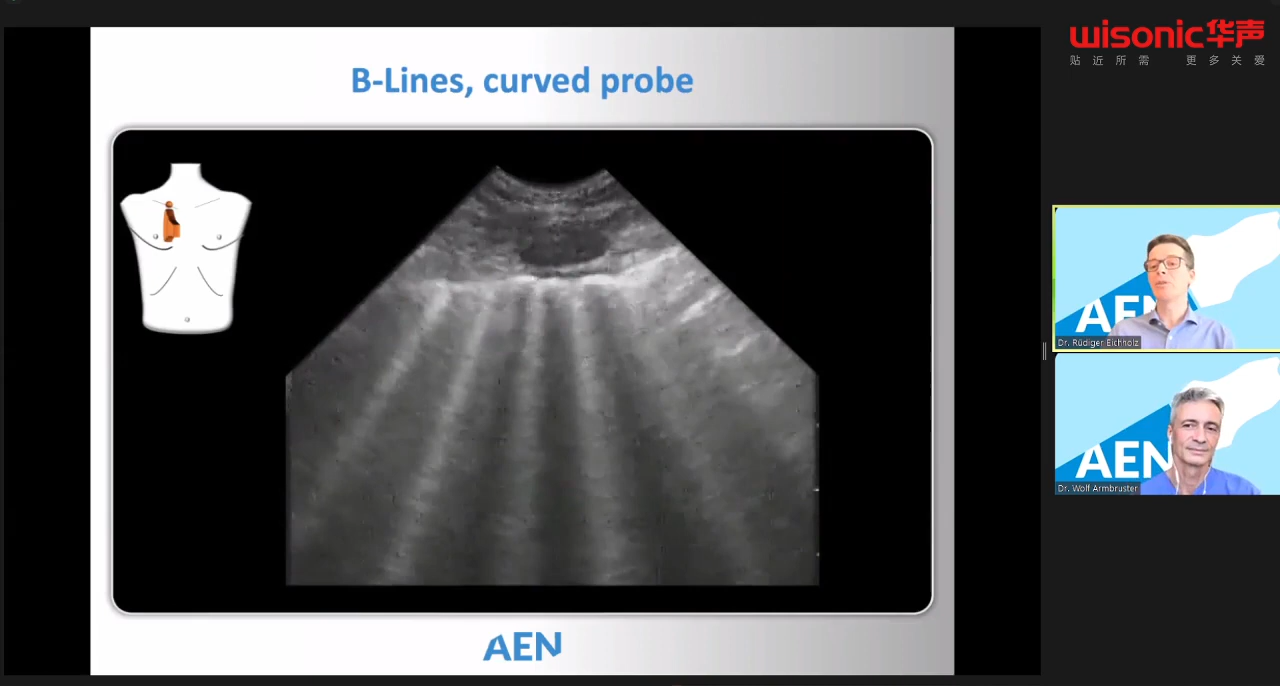 B-Lines, curved probe
AEN
wisonic华声
贴近所需 更多关爱
AEN
Dr. Rüdiger Eichholz
AEN
Dr. Wolf Armbruster